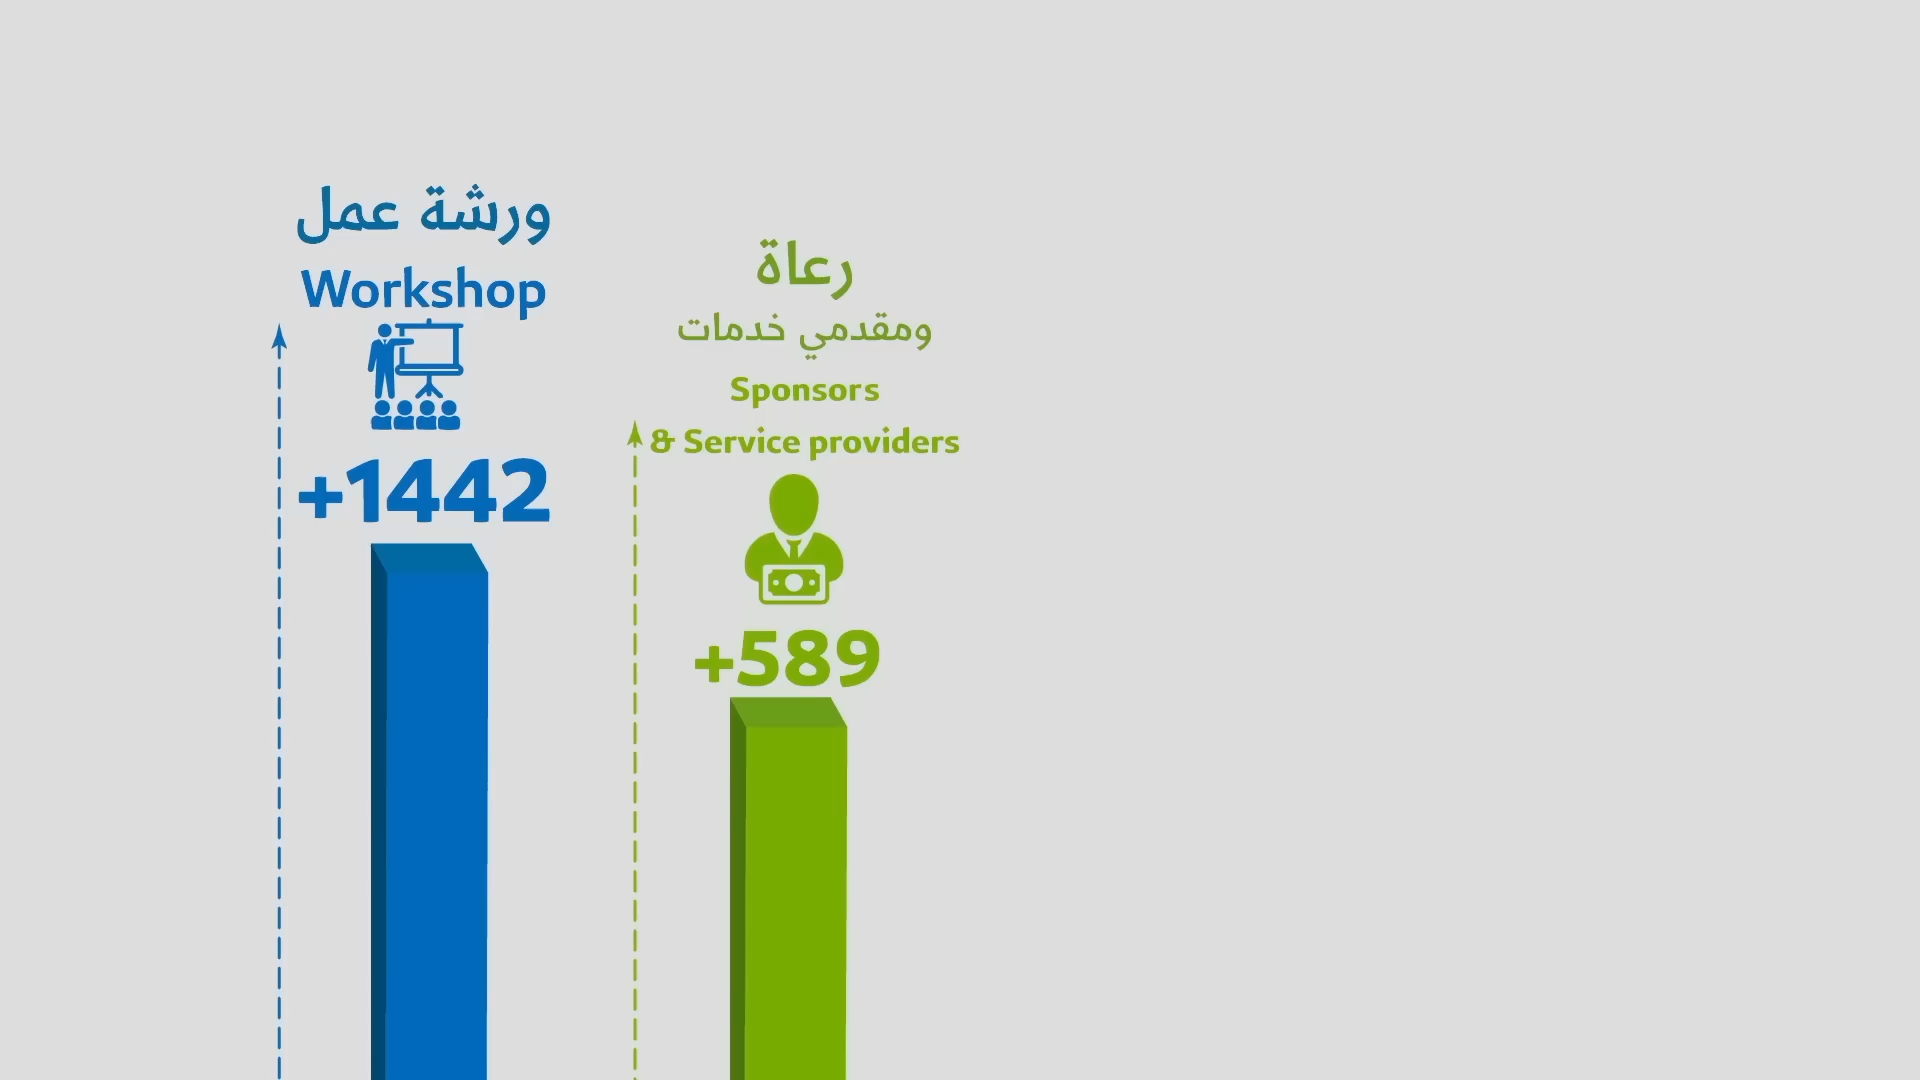 ورشة عمل
Workshop
+1442
رعاة
ومقدمي خدمات
Sponsors
& Service providers
+589